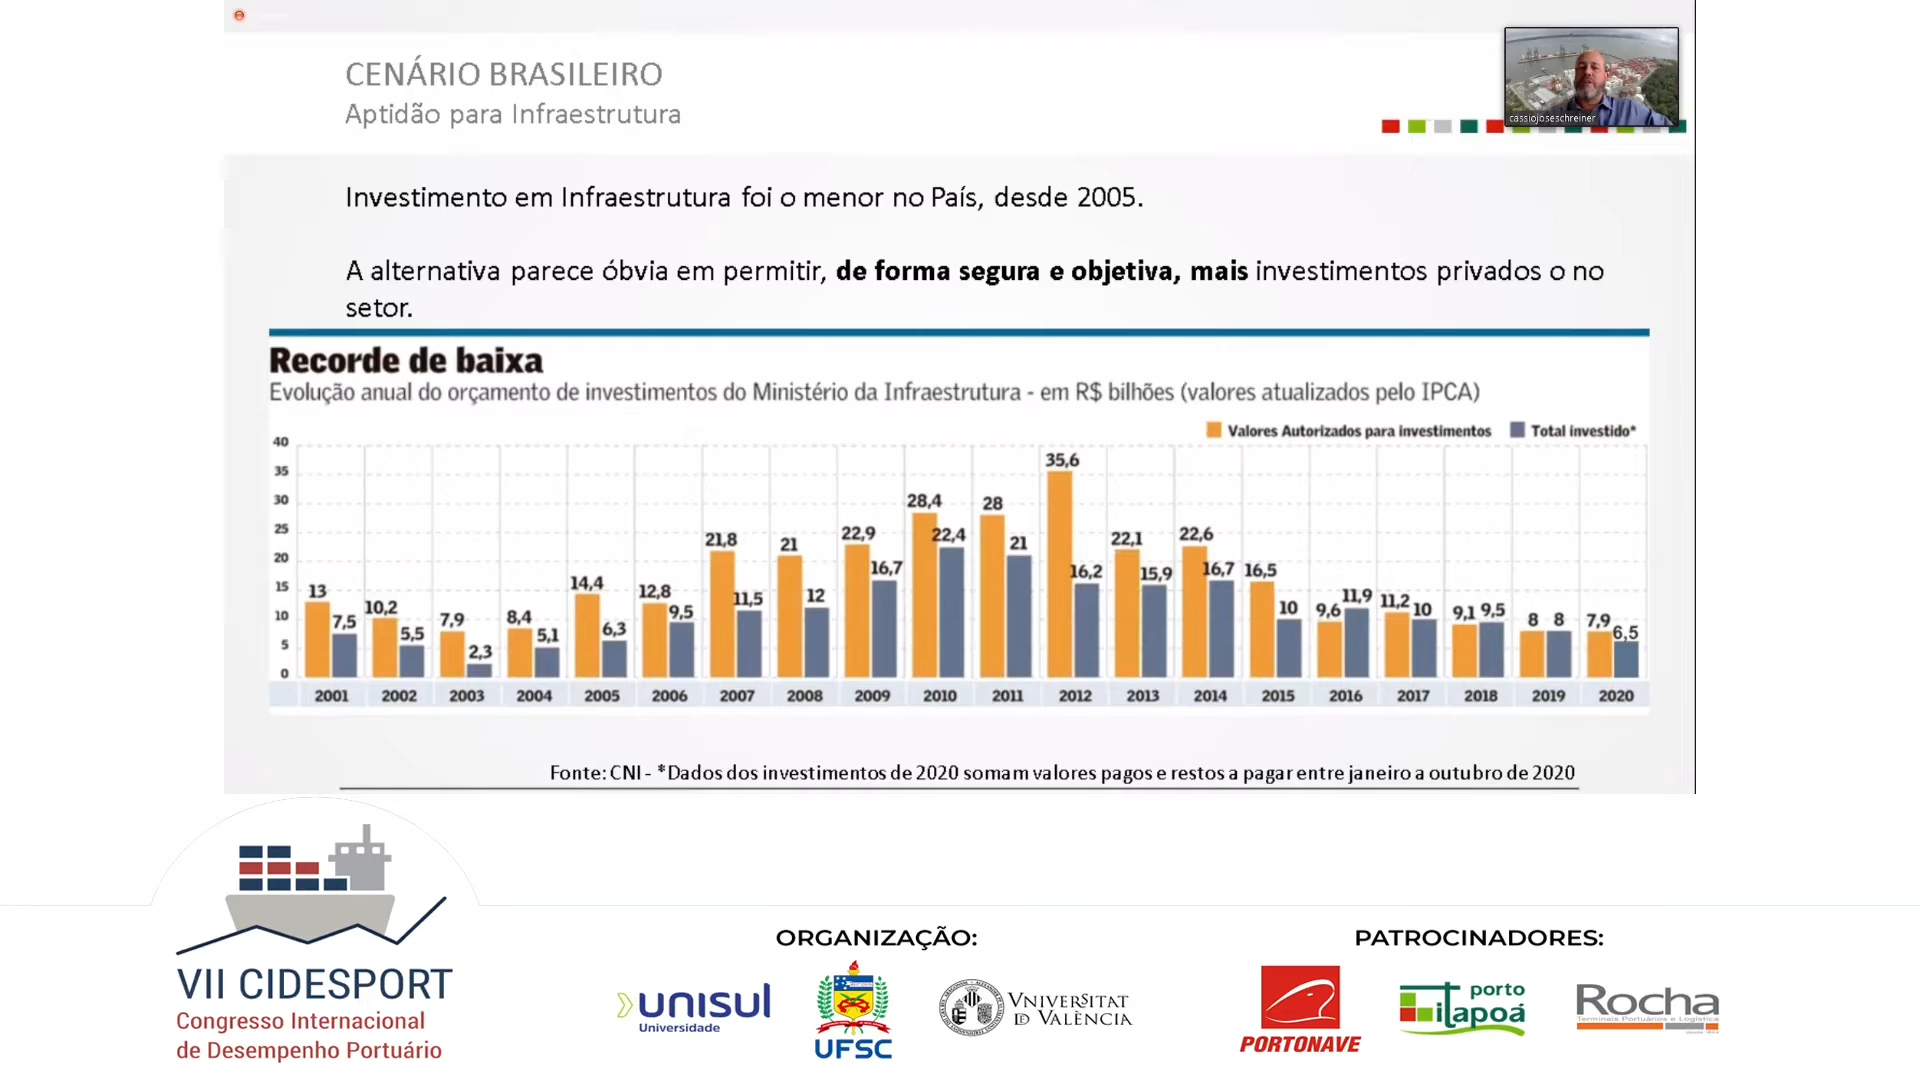 CENÁRIO BRASILEIRO
Aptidão para Infraestrutura
cassiojoseschreiner
Investimento em Infraestrutura foi o menor no País, desde 2005.
A alternativa parece óbvia em permitir, de forma segura e objetiva, mais investimentos privados o no
setor.
Recorde de baixa
Evolução anual do orçamento de investimentos do Ministério da Infraestrutura - em R$ bilhões (valores atualizados pelo IPCA)
Valores Autorizados para investimentos Total investido*
40
35
30
25
20
15
10
5
0
13 7,5
10,2 5,5
7,9 2,3
8,4 5,1
14,4 6,3
12,8 9,5
21,8 11,5
21 12
22,9 16,7
28,4 22,4
28 21
35,6 16,2
22,1 15,9
22,6 16,7
16,5 10
9,6 11,9
11,2 10
9,1 9,5
8 8
7,9 6,5
2001 2002 2003 2004 2005 2006 2007 2008 2009 2010 2011 2012 2013 2014 2015 2016 2017 2018 2019 2020
Fonte: CNI - *Dados dos investimentos de 2020 somam valores pagos e restos a pagar entre janeiro a outubro de 2020
VII CIDESPORT
Congresso Internacional
de Desempenho Portuário
ORGANIZAÇÃO:
unisul
Universidade
UFSC
VNIVERSITAT
DE VALÈNCIA
PATROCINADORES:
PORTONAVE
porto
itapoá
Rocha
Terminais Portuários e Logística